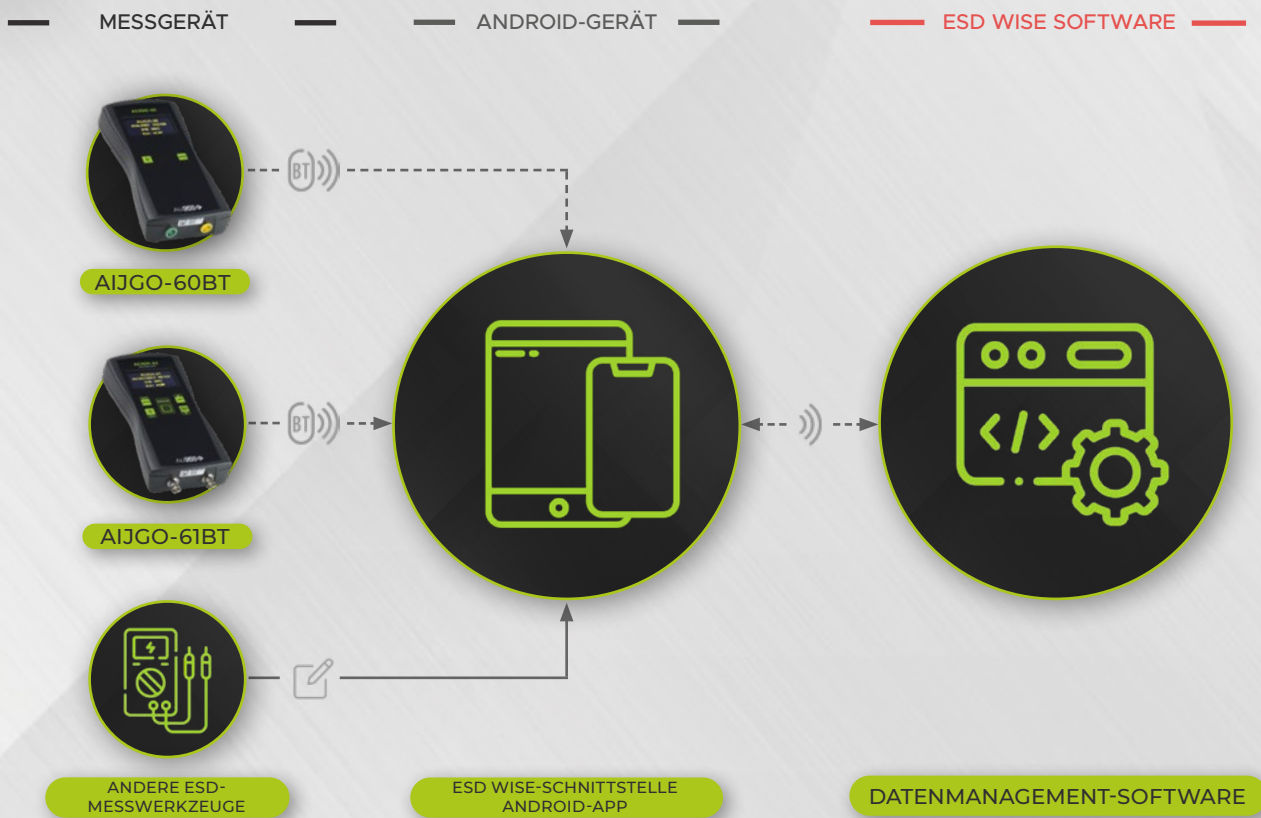 MESSGERÄT
ANDROID-GERÄT
ESD WISE SOFTWARE
BT
AIJGO-60BT
BT
AIJGO-61BT
ANDERE ESD-
MESSWERKZEUGE
ESD WISE-SCHNITTSTELLE
ANDROID-APP
DATENMANAGEMENT-SOFTWARE